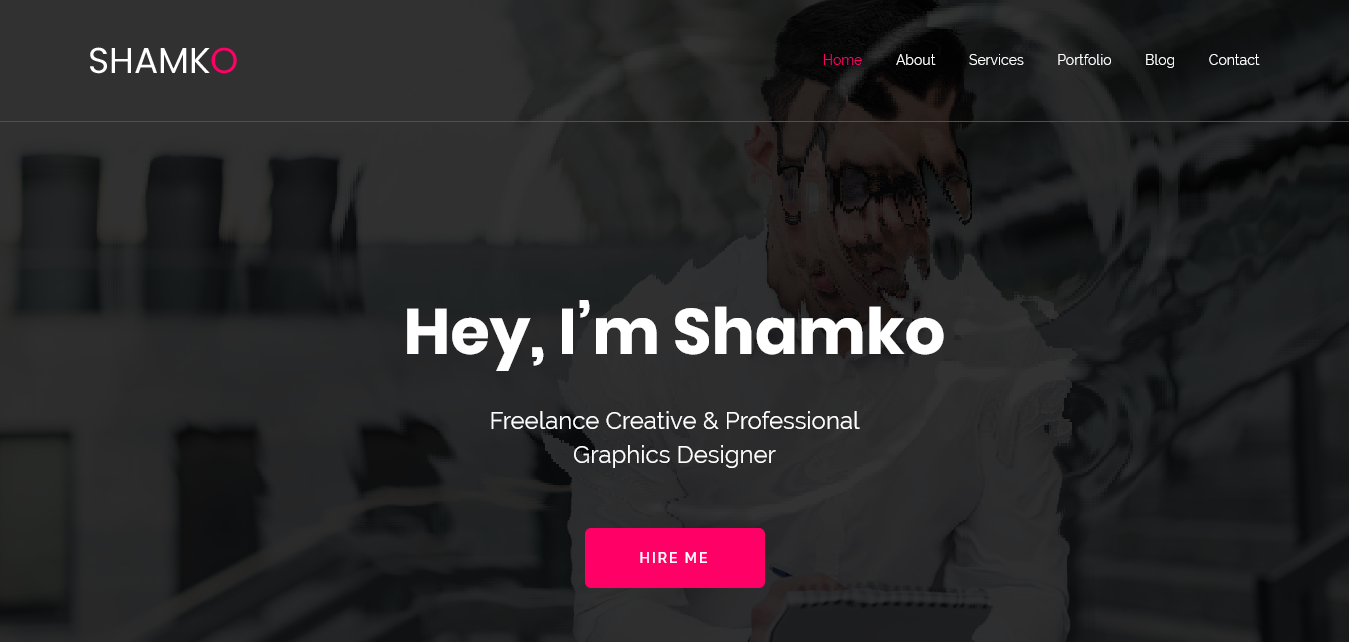 SHAMKO
Home About Services Portfolio Blog Contact
Hey, I’m Shamko
Freelance Creative & Professional
Graphics Designer
HIRE ME